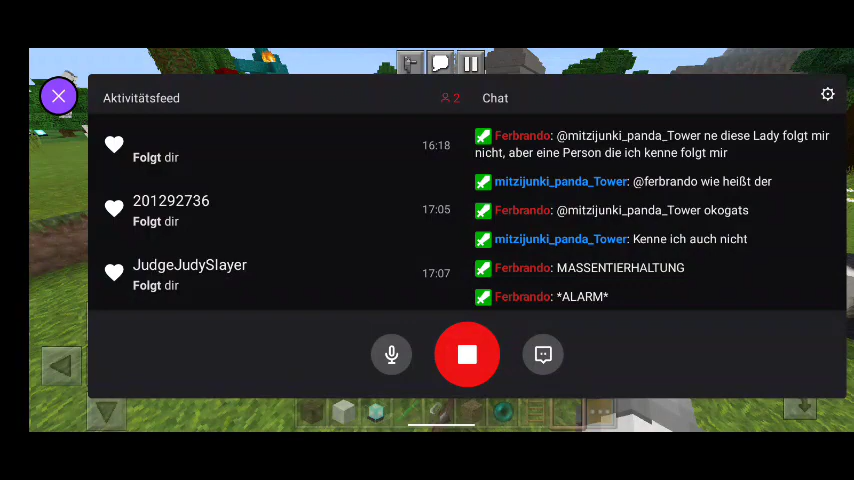 Aktivitätsfeed
2
Chat
16:18
Folgt dir
201292736
17:05
Folgt dir
JudgeJudySlayer
17:07
Folgt dir
Ferbrando: @mitzijunki_panda_Tower ne diese Lady folgt mir
nicht, aber eine Person die ich kenne folgt mir
mitzijunki_panda_Tower: @ferbrando wie heißt der
Ferbrando: @mitzijunki_panda_Tower okogats
mitzijunki_panda_Tower: Kenne ich auch nicht
Ferbrando: MASSENTIERHALTUNG
Ferbrando: *ALARM*